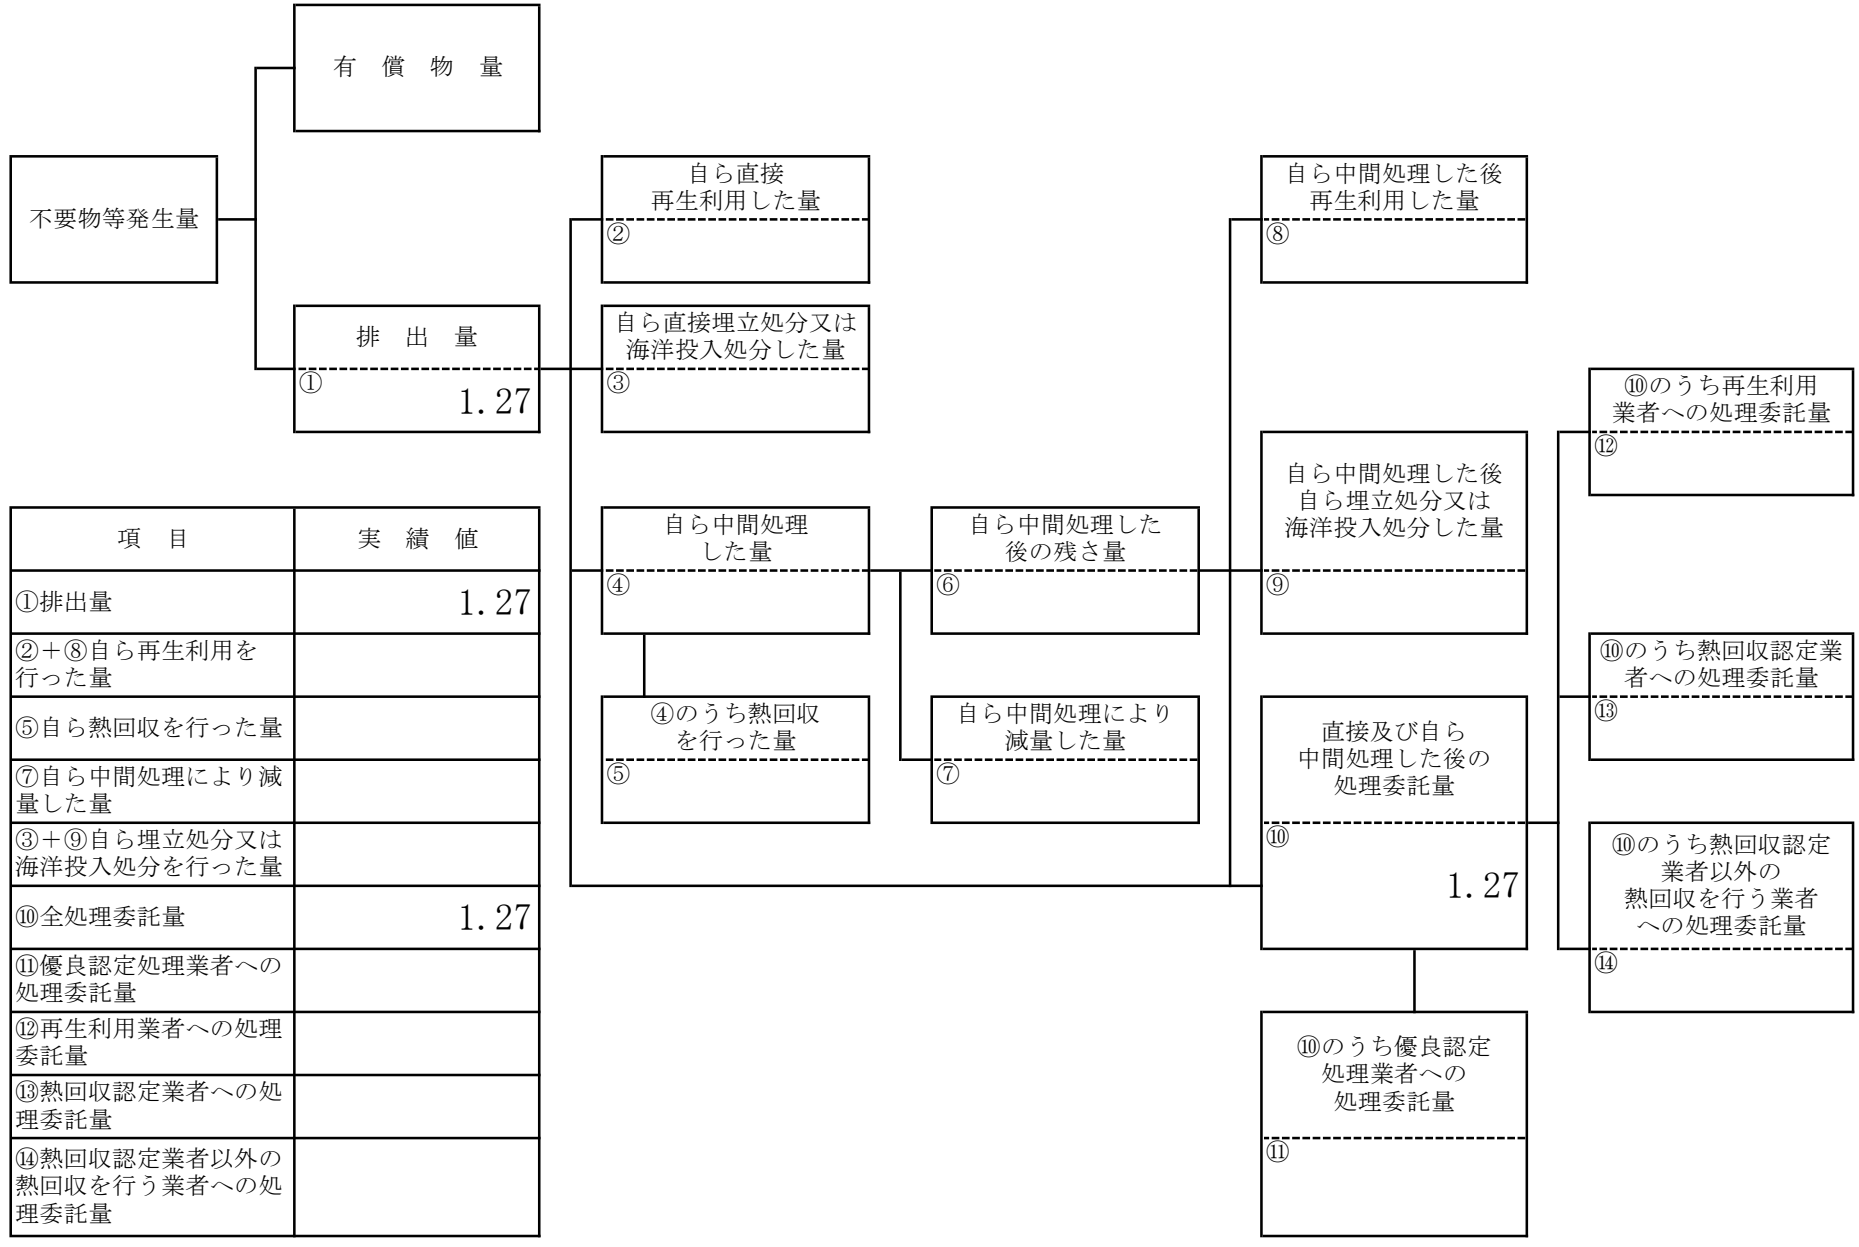 有　償　物　量
不要物等発生量
排　出　量
①
1.27
自ら直接
再生利用した量
②
自ら直接埋立処分又は
海洋投入処分した量
③
自ら中間処理
した量
④
④のうち熱回収
を行った量
⑤
自ら中間処理した
後の残さ量
⑥
自ら中間処理により
減量した量
⑦
自ら中間処理した後
再生利用した量
⑧
自ら中間処理した後
自ら埋立処分又は
海洋投入処分した量
⑨
直接及び自ら
中間処理した後の
処理委託量
⑩
1.27
⑩のうち優良認定
処理業者への
処理委託量
⑪
⑩のうち再生利用
業者への処理委託量
⑫
⑩のうち熱回収認定業
者への処理委託量
⑬
⑩のうち熱回収認定
業者以外の
熱回収を行う業者
への処理委託量
⑭
項　目
実　績　値
①排出量
1.27
②＋⑧自ら再生利用を
行った量
⑤自ら熱回収を行った量
⑦自ら中間処理により減
量した量
③＋⑨自ら埋立処分又は
海洋投入処分を行った量
⑩全処理委託量
1.27
⑪優良認定処理業者への
処理委託量
⑫再生利用業者への処理
委託量
⑬熱回収認定業者への処
理委託量
⑭熱回収認定業者以外の
熱回収を行う業者への処
理委託量